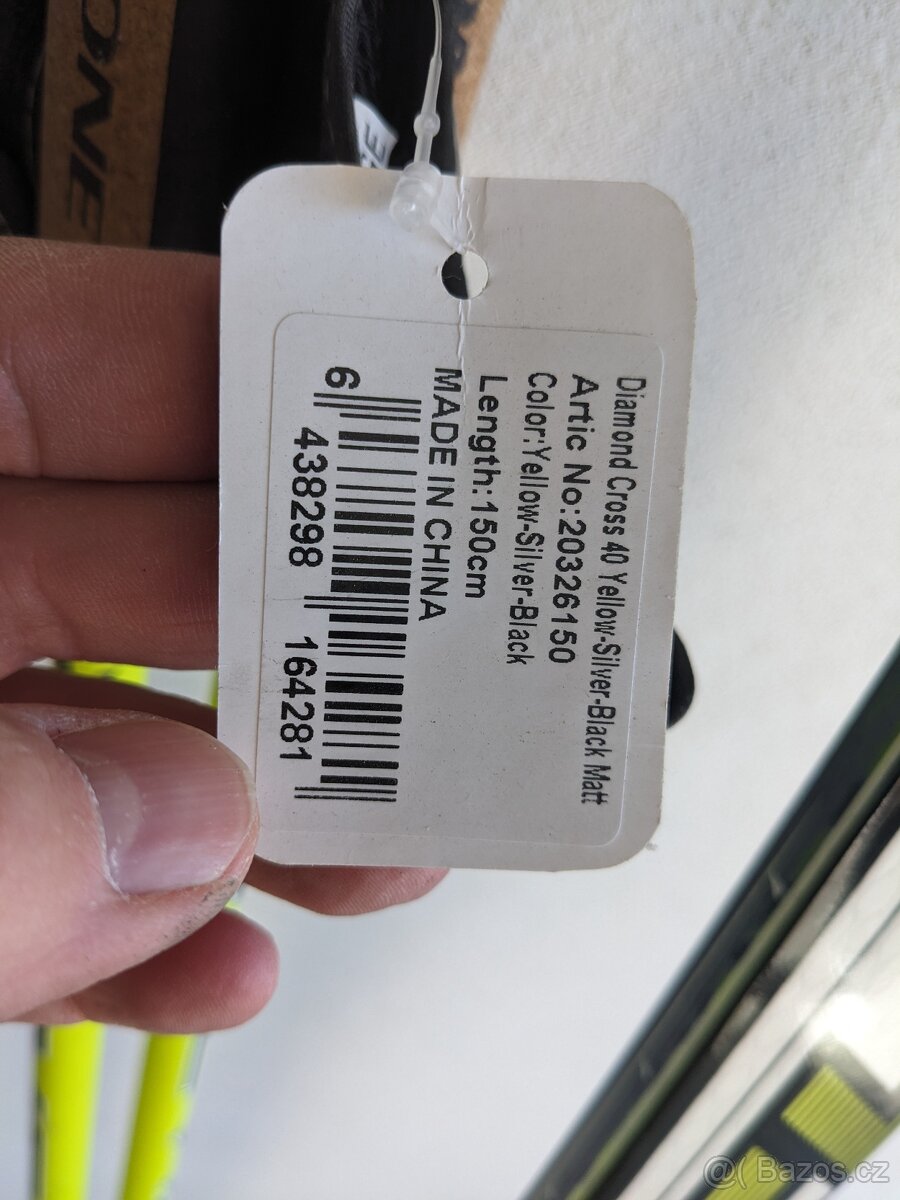 ONE
Diamond Cross 40 Yellow-Silver-Black Matt
Artic No:20326150
Color:Yellow-Silver-Black
Length:150cm
MADE IN CHINA
6 438298 164281
@( Bazos.cz